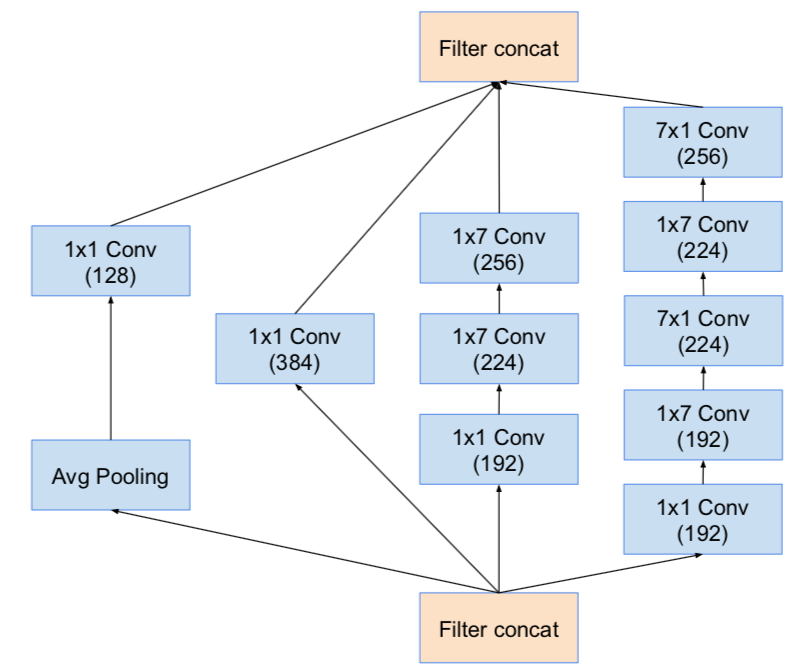 Filter concat
7x1 Conv
(256)
1x7 Conv
(224)
1x1 Conv
(128)
1x7 Conv
(256)
7x1 Conv
(224)
1x1 Conv
(384)
1x7 Conv
(224)
1x7 Conv
(192)
Avg Pooling
1x1 Conv
(192)
1x1 Conv
(192)
Filter concat